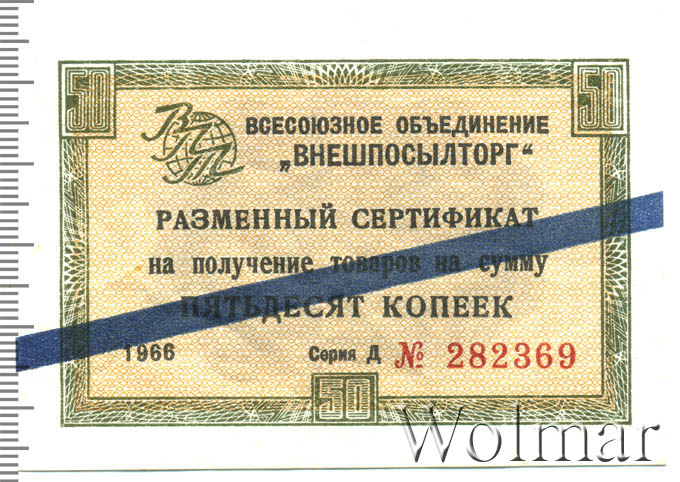 50 50
ВПТ
ВСЕСОЮЗНОЕ ОБЪЕДИНЕНИЕ
„ВНЕШПОСЫЛТОРГ“
РАЗМЕННЫЙ СЕРТИФИКАТ
на получение товаров на сумму
ПЯТЬДЕСЯТ КОПЕЕК
1966 Серия Д № 282369
50
Wolmar